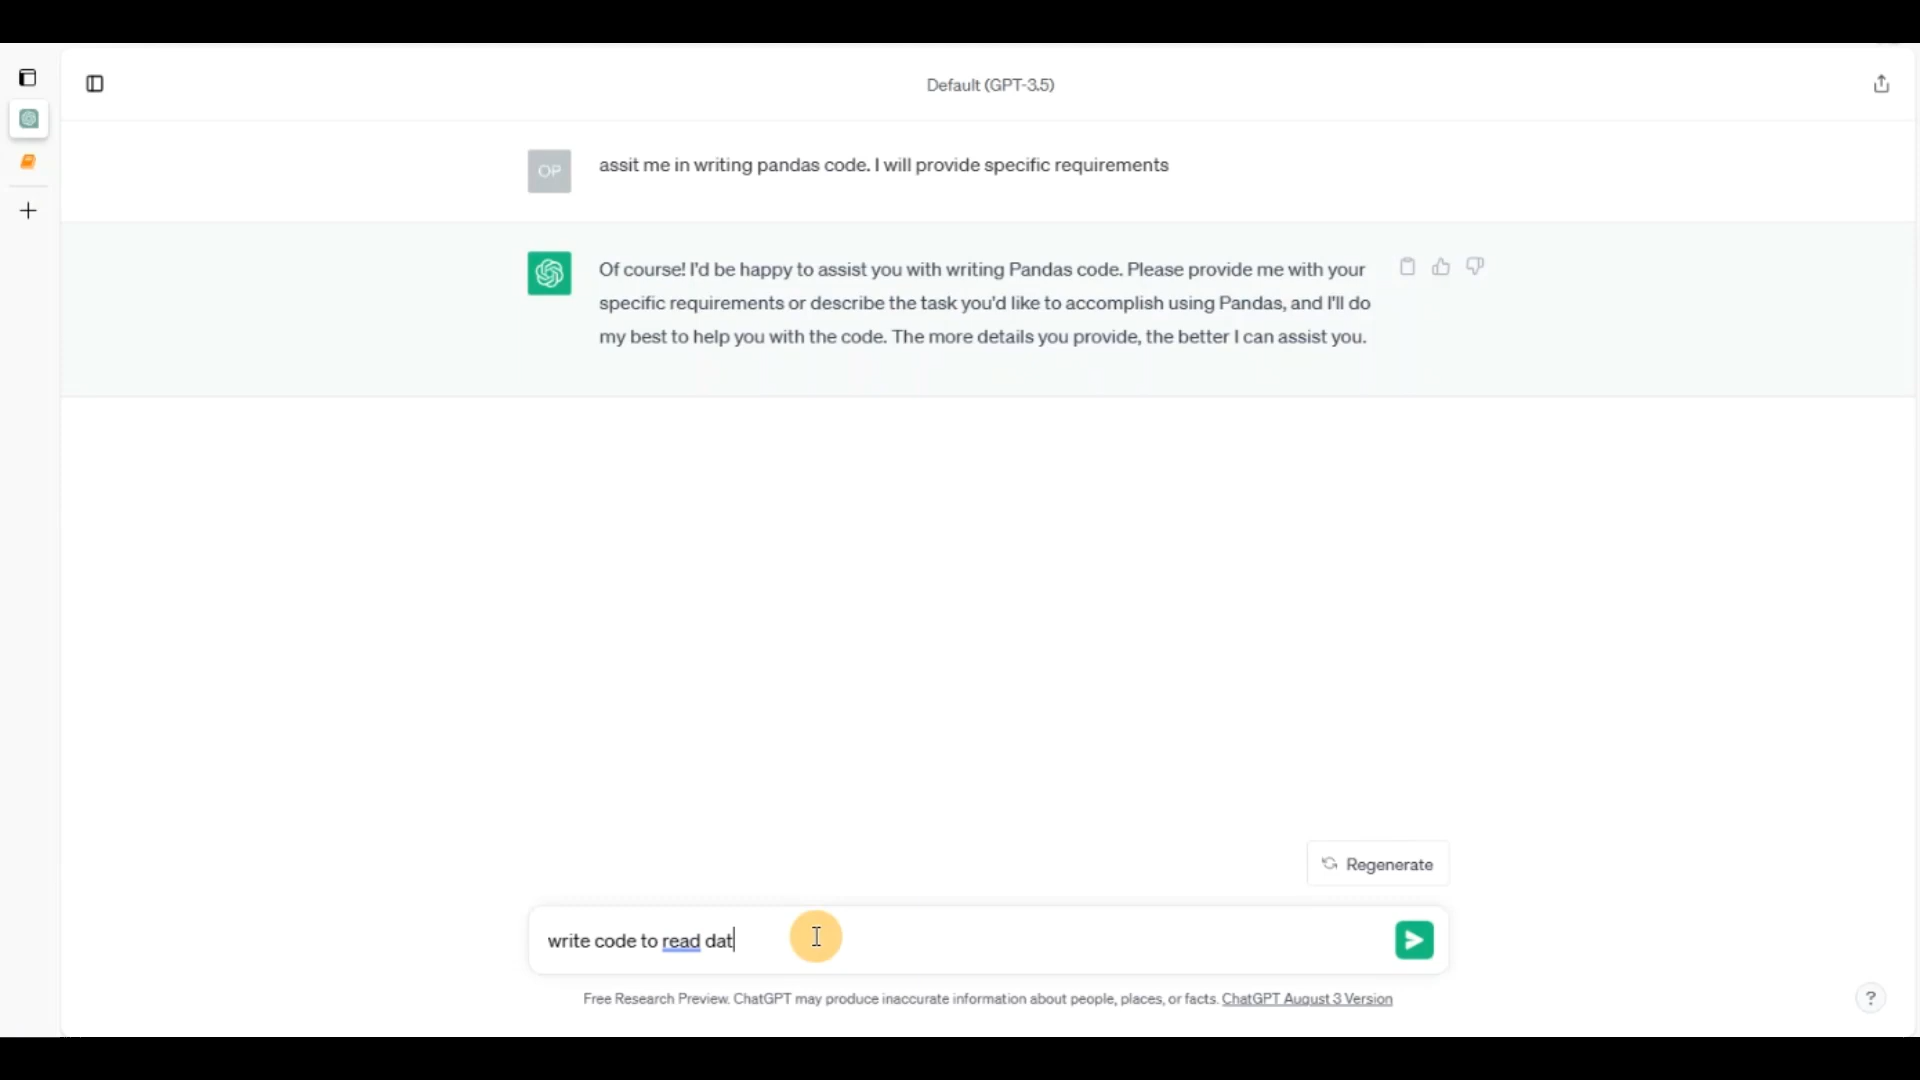 Default (GPT-3.5)
OP
assit me in writing pandas code. I will provide specific requirements
Of course! I'd be happy to assist you with writing Pandas code. Please provide me with your
specific requirements or describe the task you'd like to accomplish using Pandas, and I'll do
my best to help you with the code. The more details you provide, the better I can assist you.
Regenerate
write code to read dat
Free Research Preview. ChatGPT may produce inaccurate information about people, places, or facts. ChatGPT August 3 Version
?